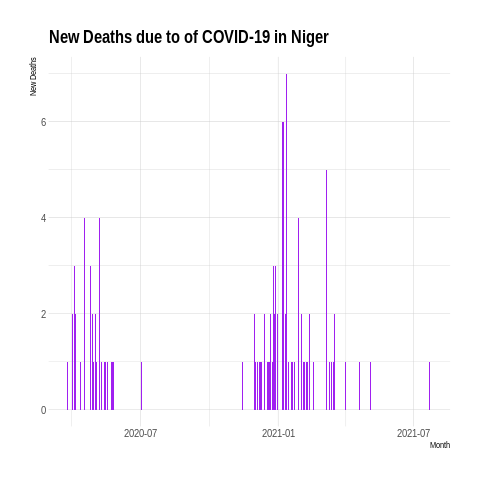 New Deaths due to of COVID-19 in Niger
New Deaths
6
4
2
0
2020-07
2021-01
2021-07
Month